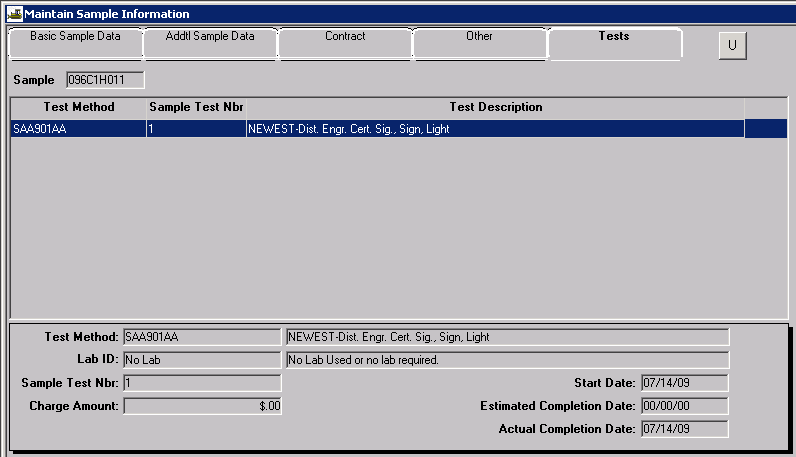 Maintain Sample Information
Basic Sample Data Addtl Sample Data Contract Other Tests U
Sample 096C1H011
Test Method Sample Test Nbr Test Description
SAA901AA 1 NEWEST-Dist. Engr. Cert. Sig., Sign, Light
Test Method: SAA901AA NEWEST-Dist. Engr. Cert. Sig., Sign, Light
Lab ID: No Lab No Lab Used or no lab required.
Sample Test Nbr: 1 Start Date: 07/14/09
Charge Amount: $.00 Estimated Completion Date: 00/00/00
Actual Completion Date: 07/14/09